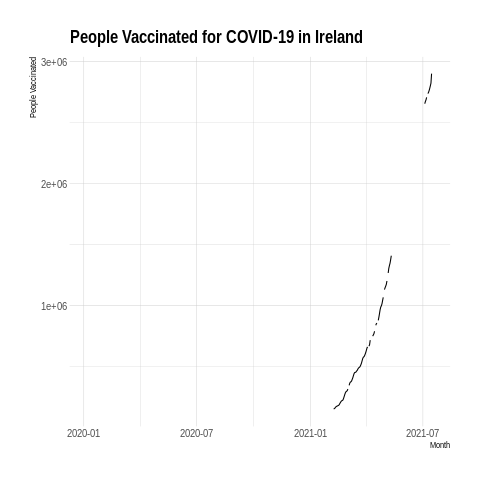 People Vaccinated for COVID-19 in Ireland
People Vaccinated
3e+06
2e+06
1e+06
2020-01 2020-07 2021-01 2021-07
Month